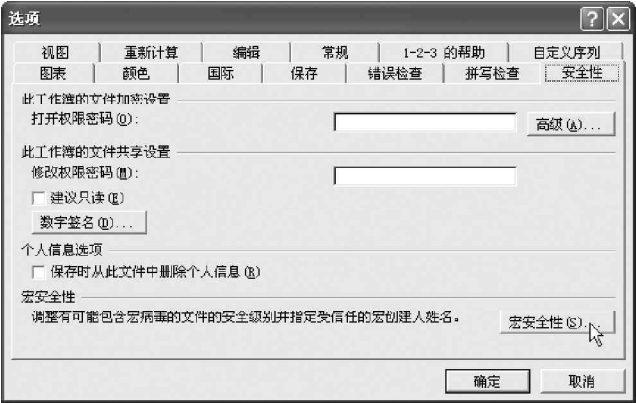 选项
视图 重新计算 编辑 常规 1-2-3 的帮助 自定义序列
图表 颜色 国际 保存 错误检查 拼写检查 安全性
此工作簿的文件加密设置
打开权限密码(O): 高级(A)...
此工作簿的文件共享设置
修改权限密码(M):
建议只读(E)
数字签名(D)...
个人信息选项
保存时从此文件中删除个人信息(R)
宏安全性
调整有可能包含宏病毒的文件的安全级别并指定受信任的宏创建人姓名。 宏安全性(S)...
确定 取消